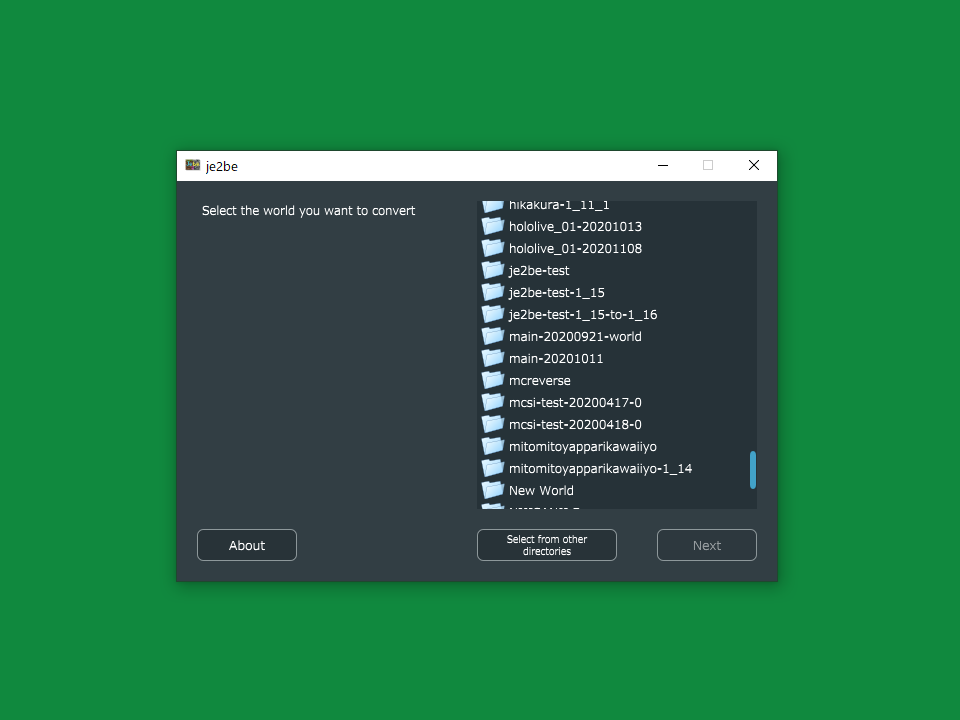 je2be
Select the world you want to convert
hikakura-1_11_1
hololive_01-20201013
hololive_01-20201108
je2be-test
je2be-test-1_15
je2be-test-1_15-to-1_16
main-20200921-world
main-20201011
mcreverse
mcsi-test-20200417-0
mcsi-test-20200418-0
mitomitoyapparikawaiiyo
mitomitoyapparikawaiiyo-1_14
New World
About
Select from other
directories
Next